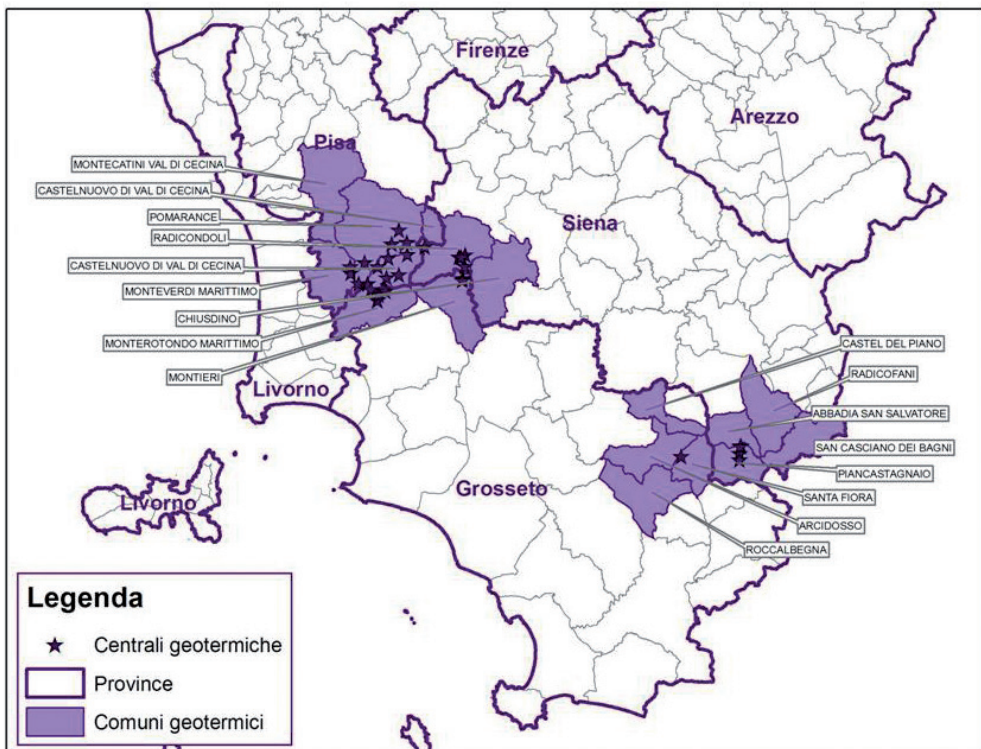 Firenze
Arezzo
Pisa
MONTECATINI VAL DI CECINA
CASTELNUOVO DI VAL DI CECINA
POMARANCE
RADICONDOLI
CASTELNUOVO DI VAL DI CECINA
MONTEVERDI MARITTIMO
CHIUSDINO
MONTEROTONDO MARITTIMO
MONTIERI
Siena
Livorno
CASTEL DEL PIANO
RADICOFANI
ABBADIA SAN SALVATORE
SAN CASCIANO DEI BAGNI
PIANCASTAGNAIO
SANTA FIORA
ARCIDOSSO
ROCCALBEGNA
Grosseto
Livorno
Legenda
Centrali geotermiche
Province
Comuni geotermici